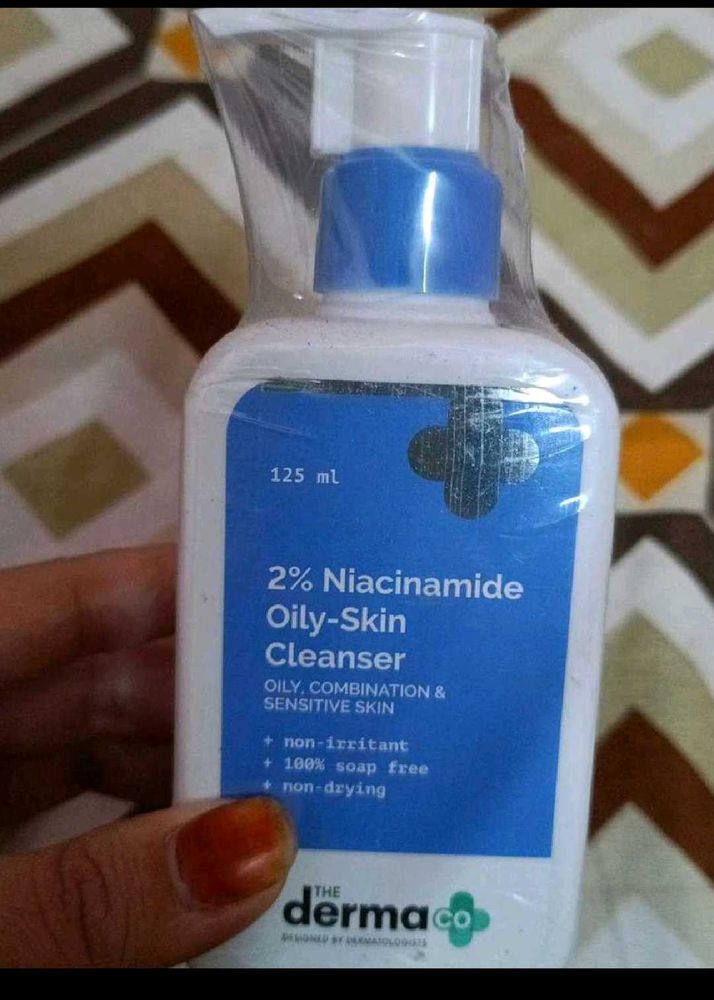 125 ml
2% Niacinamide
Oily-Skin
Cleanser
OILY, COMBINATION &
SENSITIVE SKIN
+ non-irritant
+ 100% soap free
+ non-drying
THE
derma co
DESIGNED BY DERMATOLOGISTS